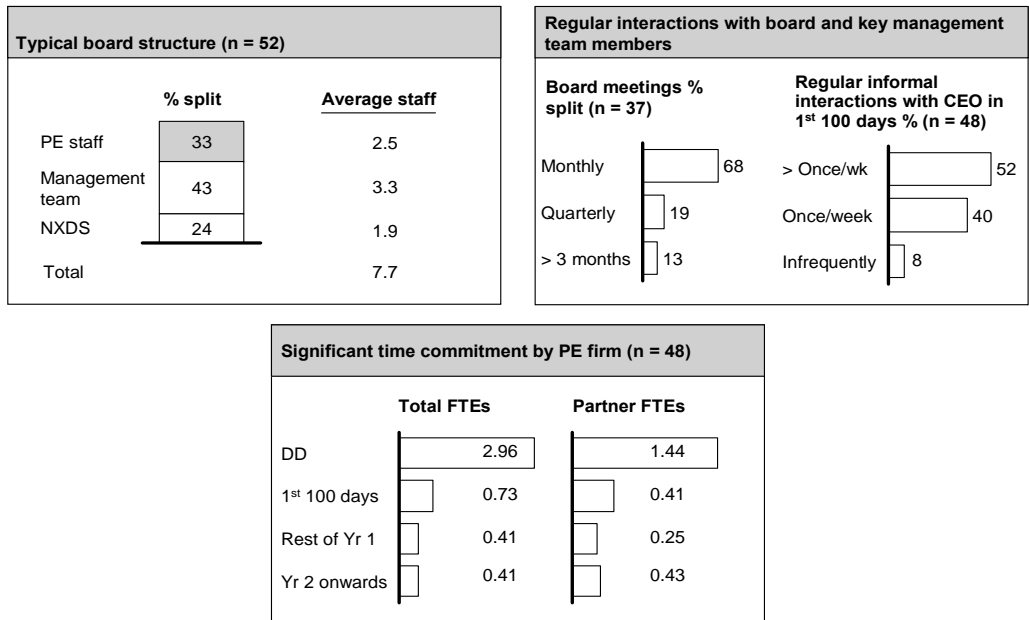 Typical board structure (n = 52)
% split
Average staff
PE staff
33
2.5
Management
team
43
3.3
NXDS
24
1.9
Total
7.7
Regular interactions with board and key management
team members
Board meetings %
split (n = 37)
Monthly
68
Quarterly
19
> 3 months
13
Regular informal
interactions with CEO in
1st 100 days % (n = 48)
> Once/wk
52
Once/week
40
Infrequently
8
Significant time commitment by PE firm (n = 48)
Total FTEs
Partner FTEs
DD
2.96
1.44
1st 100 days
0.73
0.41
Rest of Yr 1
0.41
0.25
Yr 2 onwards
0.41
0.43